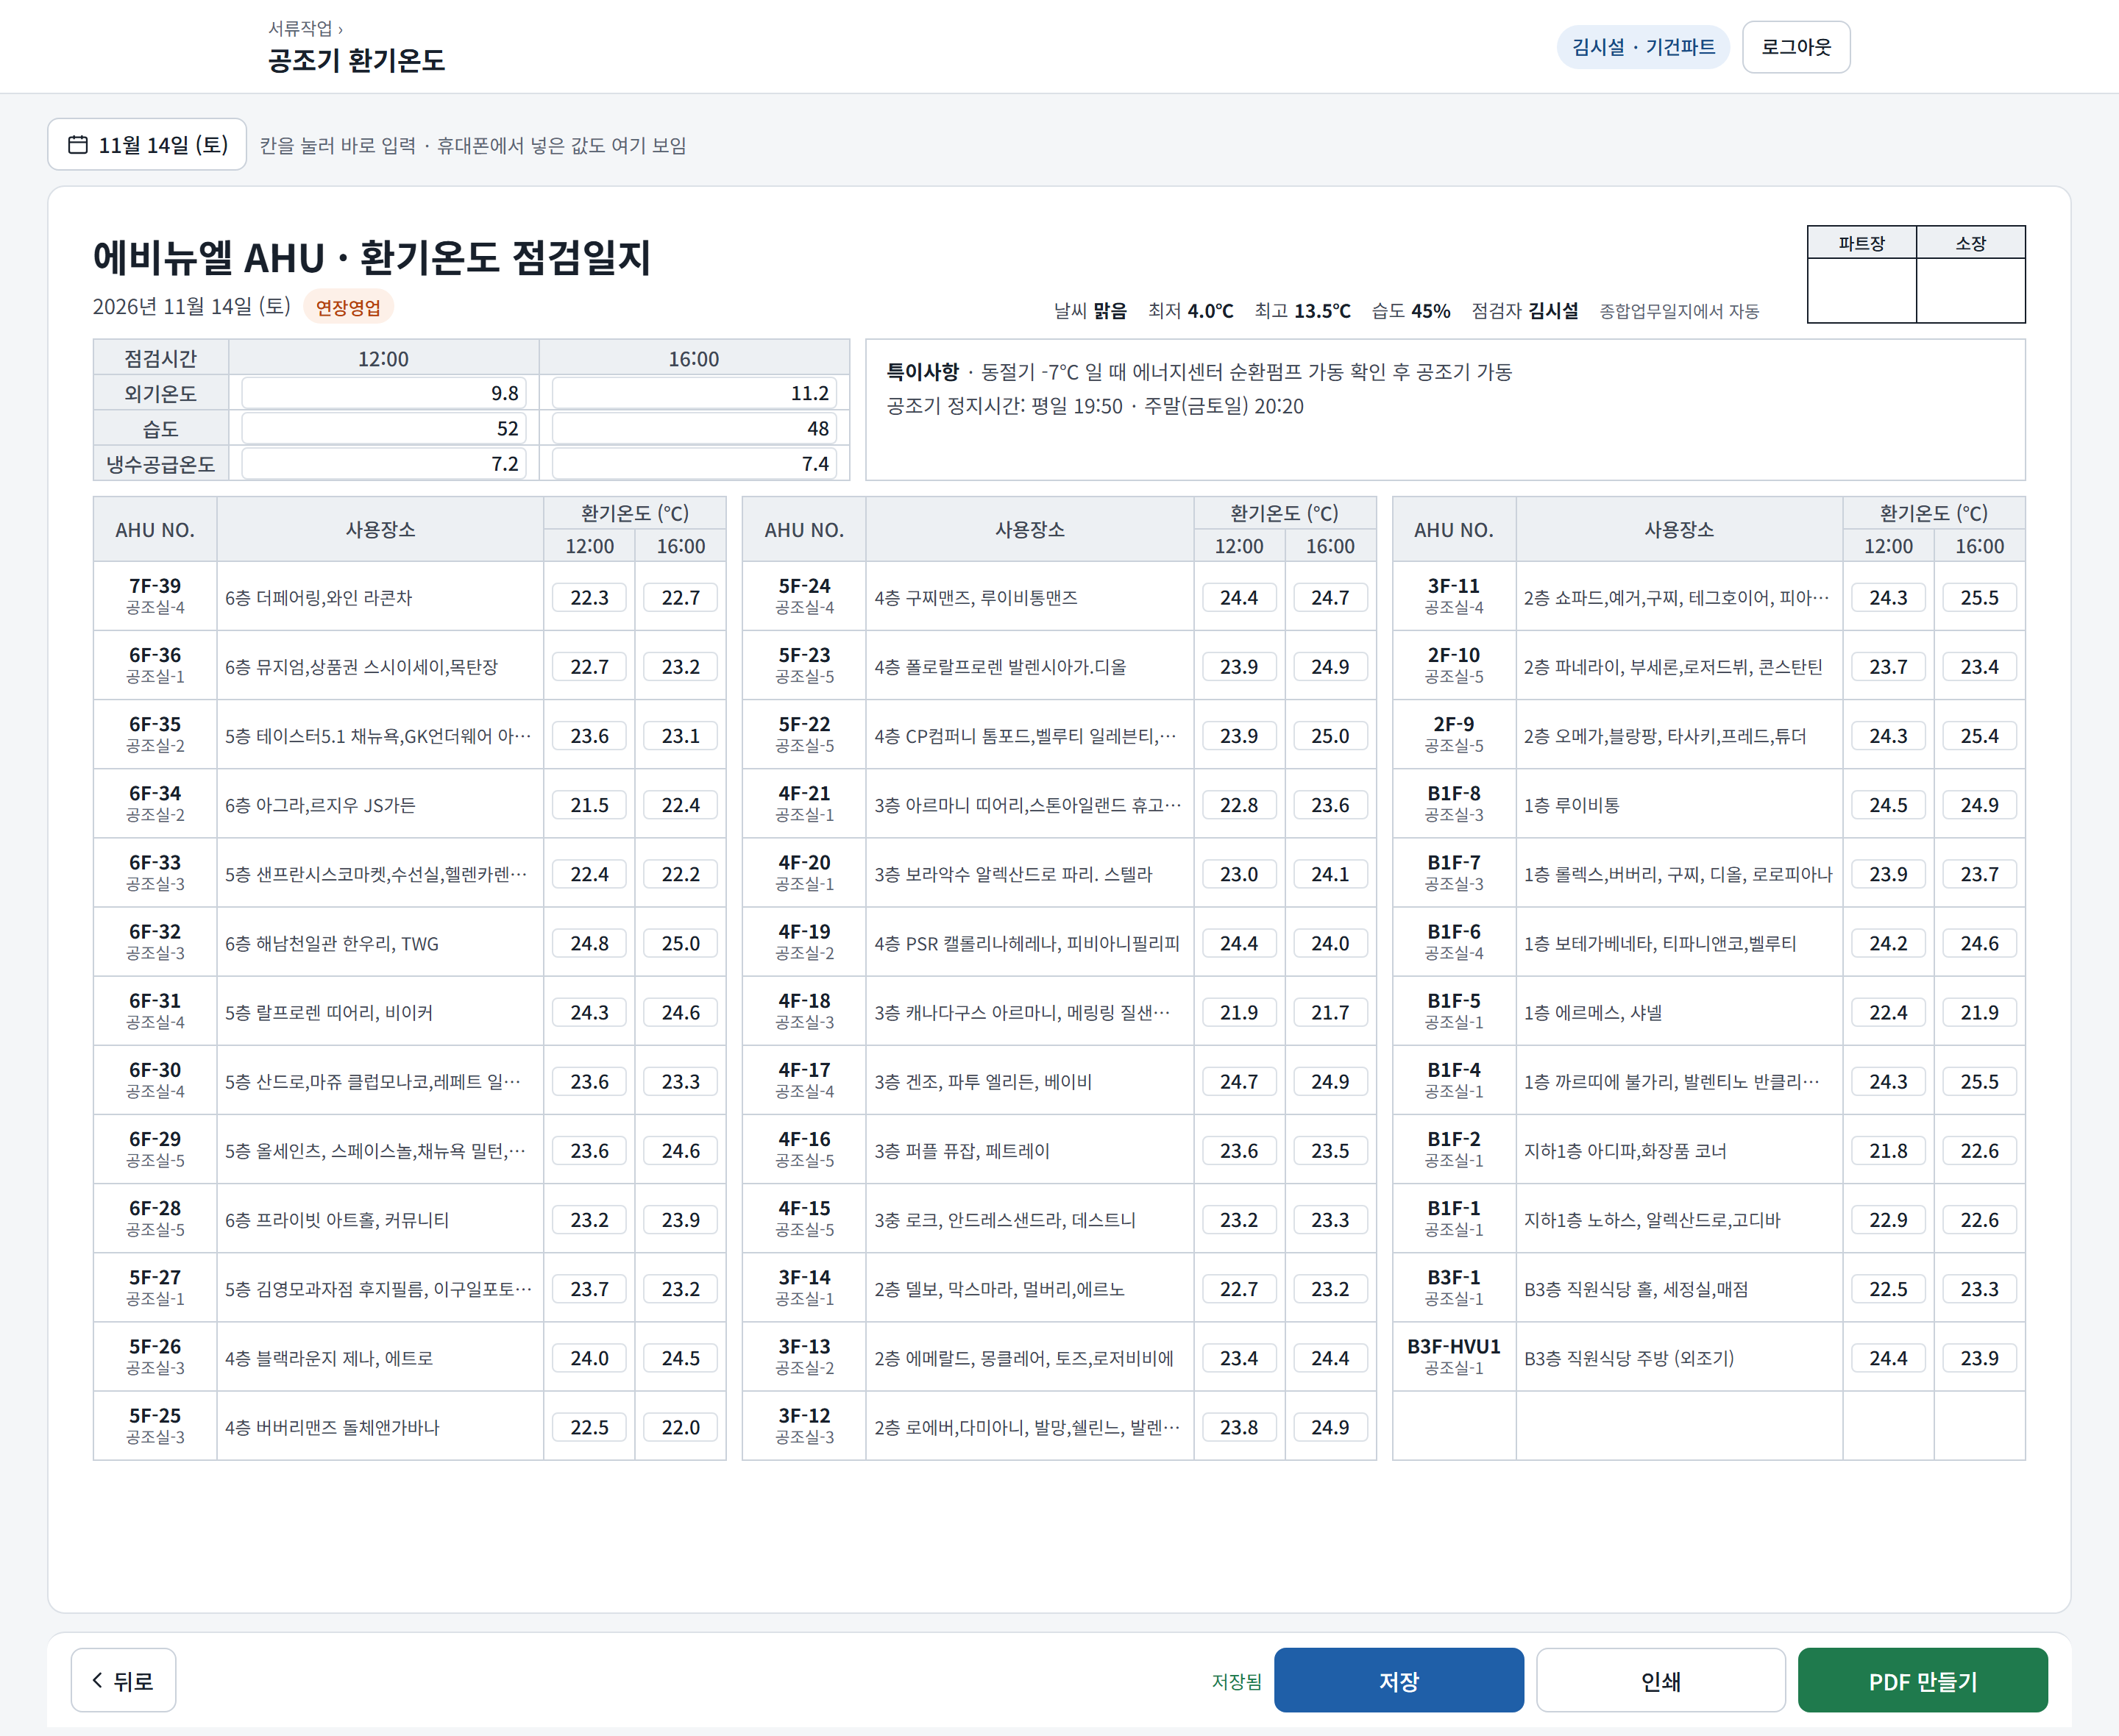 서류작업 ›
공조기 환기온도
김시설 · 기건파트
로그아웃
11월 14일 (토)
칸을 눌러 바로 입력 · 휴대폰에서 넣은 값도 여기 보임
에비뉴엘 AHU · 환기온도 점검일지
2026년 11월 14일 (토) 연장영업
날씨 맑음 최저 4.0℃ 최고 13.5℃ 습도 45% 점검자 김시설 종합업무일지에서 자동
파트장 소장
점검시간 12:00 16:00
외기온도 9.8 11.2
습도 52 48
냉수공급온도 7.2 7.4
특이사항 · 동절기 -7℃ 일 때 에너지센터 순환펌프 가동 확인 후 공조기 가동
공조기 정지시간: 평일 19:50 · 주말(금토일) 20:20
AHU NO. 사용장소 환기온도 (℃)
12:00 16:00
7F-39 공조실-4 6층 더페어링,와인 라콘차 22.3 22.7
6F-36 공조실-1 6층 뮤지엄,상품권 스시이세이,목탄장 22.7 23.2
6F-35 공조실-2 5층 테이스터5.1 채뉴욕,GK언더웨어 아… 23.6 23.1
6F-34 공조실-2 6층 아그라,르지우 JS가든 21.5 22.4
6F-33 공조실-3 5층 샌프란시스코마켓,수선실,헬렌카렌… 22.4 22.2
6F-32 공조실-3 6층 해남천일관 한우리, TWG 24.8 25.0
6F-31 공조실-4 5층 랄프로렌 띠어리, 비이커 24.3 24.6
6F-30 공조실-4 5층 산드로,마쥬 클럽모나코,레페트 일… 23.6 23.3
6F-29 공조실-5 5층 올세인츠, 스페이스눌,채뉴욕 밀턴,… 23.6 24.6
6F-28 공조실-5 6층 프라이빗 아트홀, 커뮤니티 23.2 23.9
5F-27 공조실-1 5층 김영모과자점 후지필름, 이구일포토… 23.7 23.2
5F-26 공조실-3 4층 블랙라운지 제나, 에트로 24.0 24.5
5F-25 공조실-3 4층 버버리맨즈 돌체앤가바나 22.5 22.0
AHU NO. 사용장소 환기온도 (℃)
12:00 16:00
5F-24 공조실-4 4층 구찌맨즈, 루이비통맨즈 24.4 24.7
5F-23 공조실-5 4층 폴로랄프로렌 발렌시아가.디올 23.9 24.9
5F-22 공조실-5 4층 CP컴퍼니 톰포드,벨루티 일레븐티,… 23.9 25.0
4F-21 공조실-1 3층 아르마니 띠어리,스톤아일랜드 휴고… 22.8 23.6
4F-20 공조실-1 3층 보라악수 알렉산드로 파리. 스텔라 23.0 24.1
4F-19 공조실-2 4층 PSR 캘롤리나헤레나, 피비아니필리피 24.4 24.0
4F-18 공조실-3 3층 캐나다구스 아르마니, 메링링 질샌… 21.9 21.7
4F-17 공조실-4 3층 겐조, 파투 엘리든, 베이비 24.7 24.9
4F-16 공조실-5 3층 퍼플 퓨잡, 페트레이 23.6 23.5
4F-15 공조실-5 3충 로크, 안드레스샌드라, 데스트니 23.2 23.3
3F-14 공조실-1 2층 델보, 막스마라, 멀버리,에르노 22.7 23.2
3F-13 공조실-2 2층 에메랄드, 몽클레어, 토즈,로저비비에 23.4 24.4
3F-12 공조실-3 2층 로에버,다미아니, 발망,쉘린느, 발렌… 23.8 24.9
AHU NO. 사용장소 환기온도 (℃)
12:00 16:00
3F-11 공조실-4 2층 쇼파드,예거,구찌, 테그호이어, 피아… 24.3 25.5
2F-10 공조실-5 2층 파네라이, 부세론,로저드뷔, 콘스탄틴 23.7 23.4
2F-9 공조실-5 2층 오메가,블랑팡, 타사키,프레드,튜더 24.3 25.4
B1F-8 공조실-3 1층 루이비통 24.5 24.9
B1F-7 공조실-3 1층 롤렉스,버버리, 구찌, 디올, 로로피아나 23.9 23.7
B1F-6 공조실-4 1층 보테가베네타, 티파니앤코,벨루티 24.2 24.6
B1F-5 공조실-1 1층 에르메스, 샤넬 22.4 21.9
B1F-4 공조실-1 1층 까르띠에 불가리, 발렌티노 반클리… 24.3 25.5
B1F-2 공조실-1 지하1층 아디파,화장품 코너 21.8 22.6
B1F-1 공조실-1 지하1층 노하스, 알렉산드로,고디바 22.9 22.6
B3F-1 공조실-1 B3층 직원식당 홀, 세정실,매점 22.5 23.3
B3F-HVU1 공조실-1 B3층 직원식당 주방 (외조기) 24.4 23.9
뒤로
저장됨
저장
인쇄
PDF 만들기